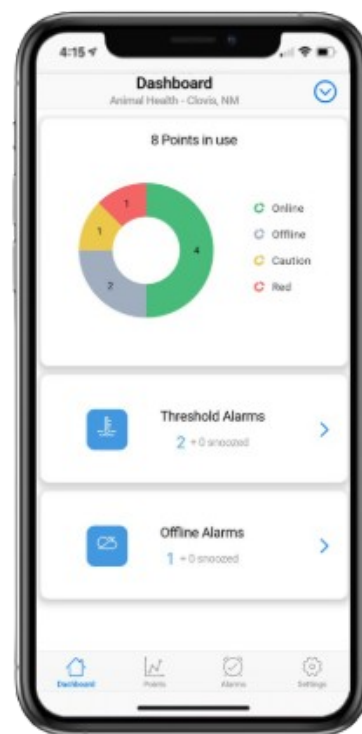 4:15
Dashboard
Animal Health - Clovis, NM
8 Points in use
1
1
4
2
Online
Offline
Caution
Red
Threshold Alarms
2 + 0 snoozed
Offline Alarms
1 + 0 snoozed
Dashboard
Points
Alarms
Settings